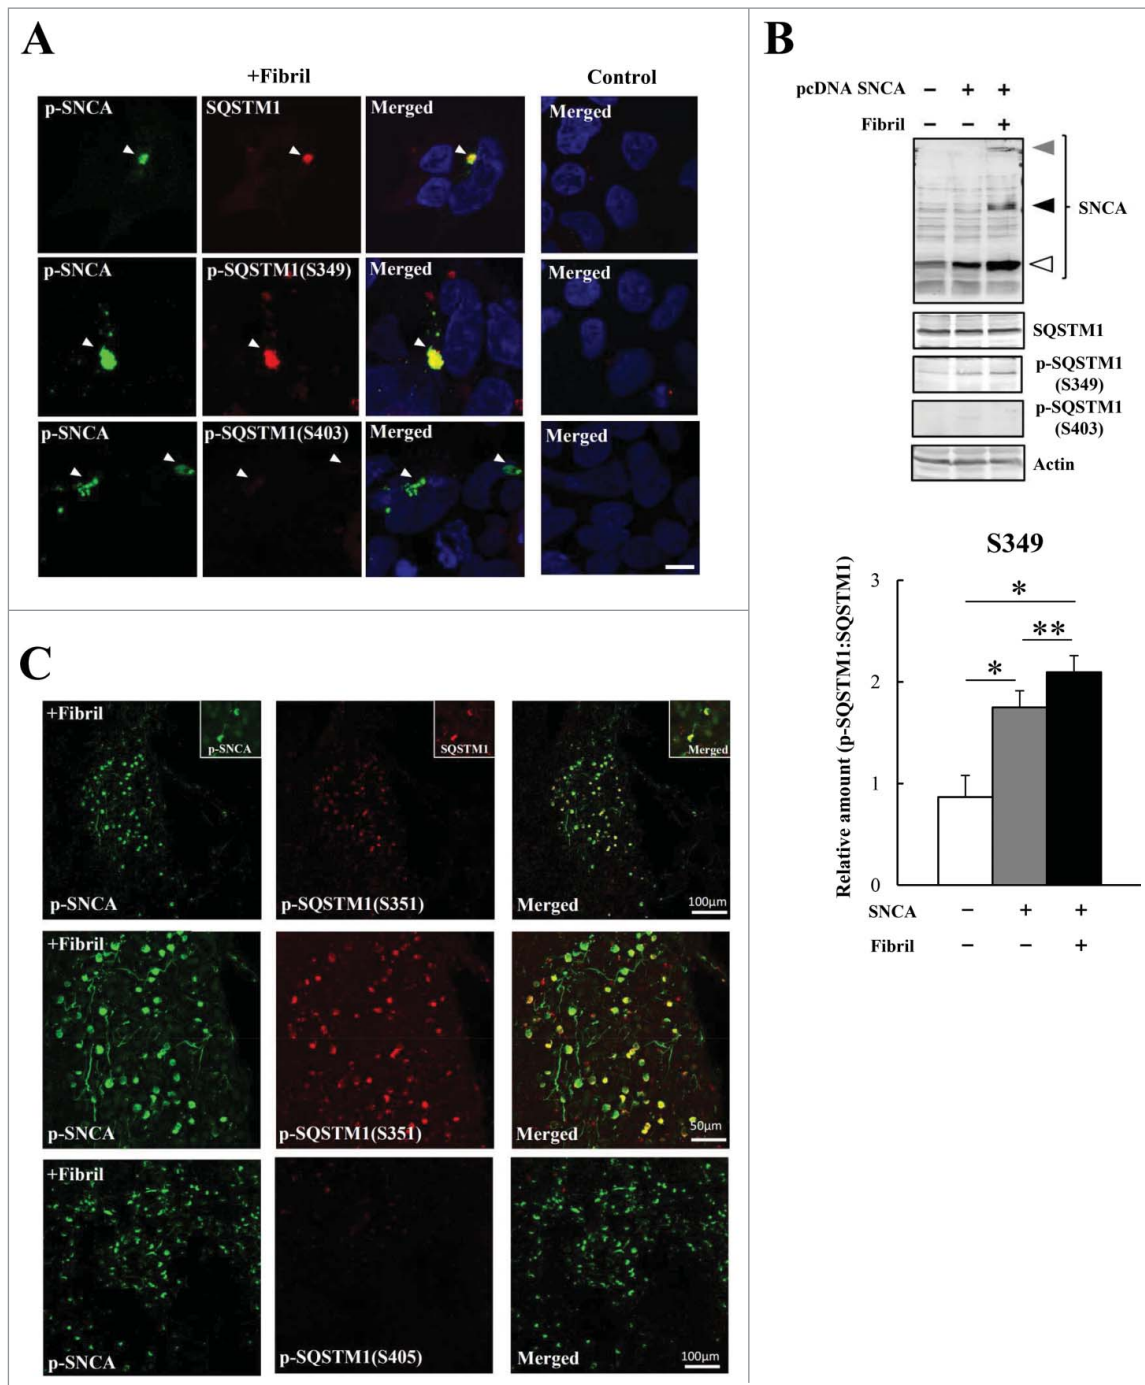 A
+Fibril
Control
p-SNCA
SQSTM1
Merged
Merged
p-SNCA
p-SQSTM1(S349)
Merged
Merged
p-SNCA
p-SQSTM1(S403)
Merged
Merged
B
pcDNA SNCA − + +
Fibril − − +
SNCA
SQSTM1
p-SQSTM1
(S349)
p-SQSTM1
(S403)
Actin
S349
Relative amount (p-SQSTM1:SQSTM1)
3
2
1
0
*
*
**
SNCA − + +
Fibril − − +
C
+Fibril
p-SNCA
SQSTM1
Merged
p-SNCA
p-SQSTM1(S351)
Merged
100μm
+Fibril
p-SNCA
p-SQSTM1(S351)
Merged
50μm
+Fibril
p-SNCA
p-SQSTM1(S405)
Merged
100μm